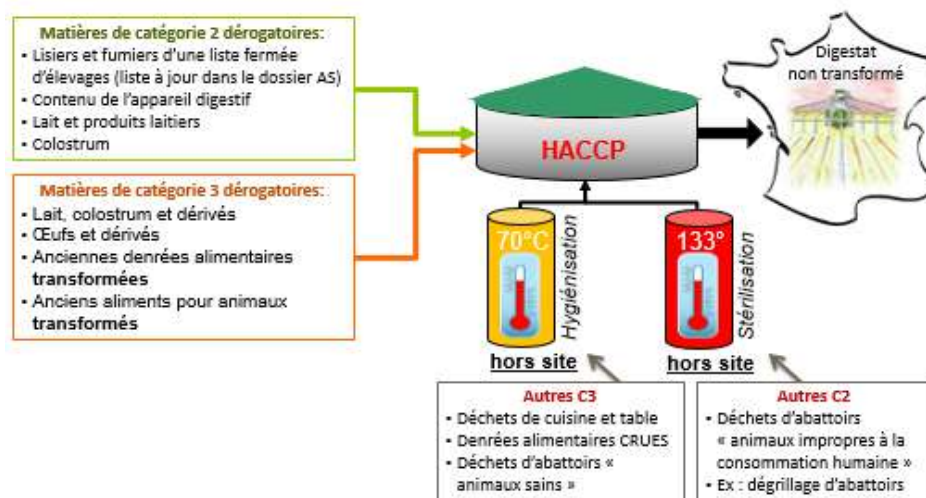 Matières de catégorie 2 dérogatoires:
▪ Lisiers et fumiers d'une liste fermée
d'élevages (liste à jour dans le dossier AS)
▪ Contenu de l'appareil digestif
▪ Lait et produits laitiers
▪ Colostrum
Matières de catégorie 3 dérogatoires:
▪ Lait, colostrum et dérivés
▪ Œufs et dérivés
▪ Anciennes denrées alimentaires
transformées
▪ Anciens aliments pour animaux
transformés
HACCP
Digestat
non transformé
70°C
Hygiénisation
hors site
133°
Stérilisation
hors site
Autres C3
▪ Déchets de cuisine et table
▪ Denrées alimentaires CRUES
▪ Déchets d'abattoirs «
animaux sains »
Autres C2
▪ Déchets d'abattoirs
« animaux impropres à la
consommation humaine »
▪ Ex : dégrillage d'abattoirs